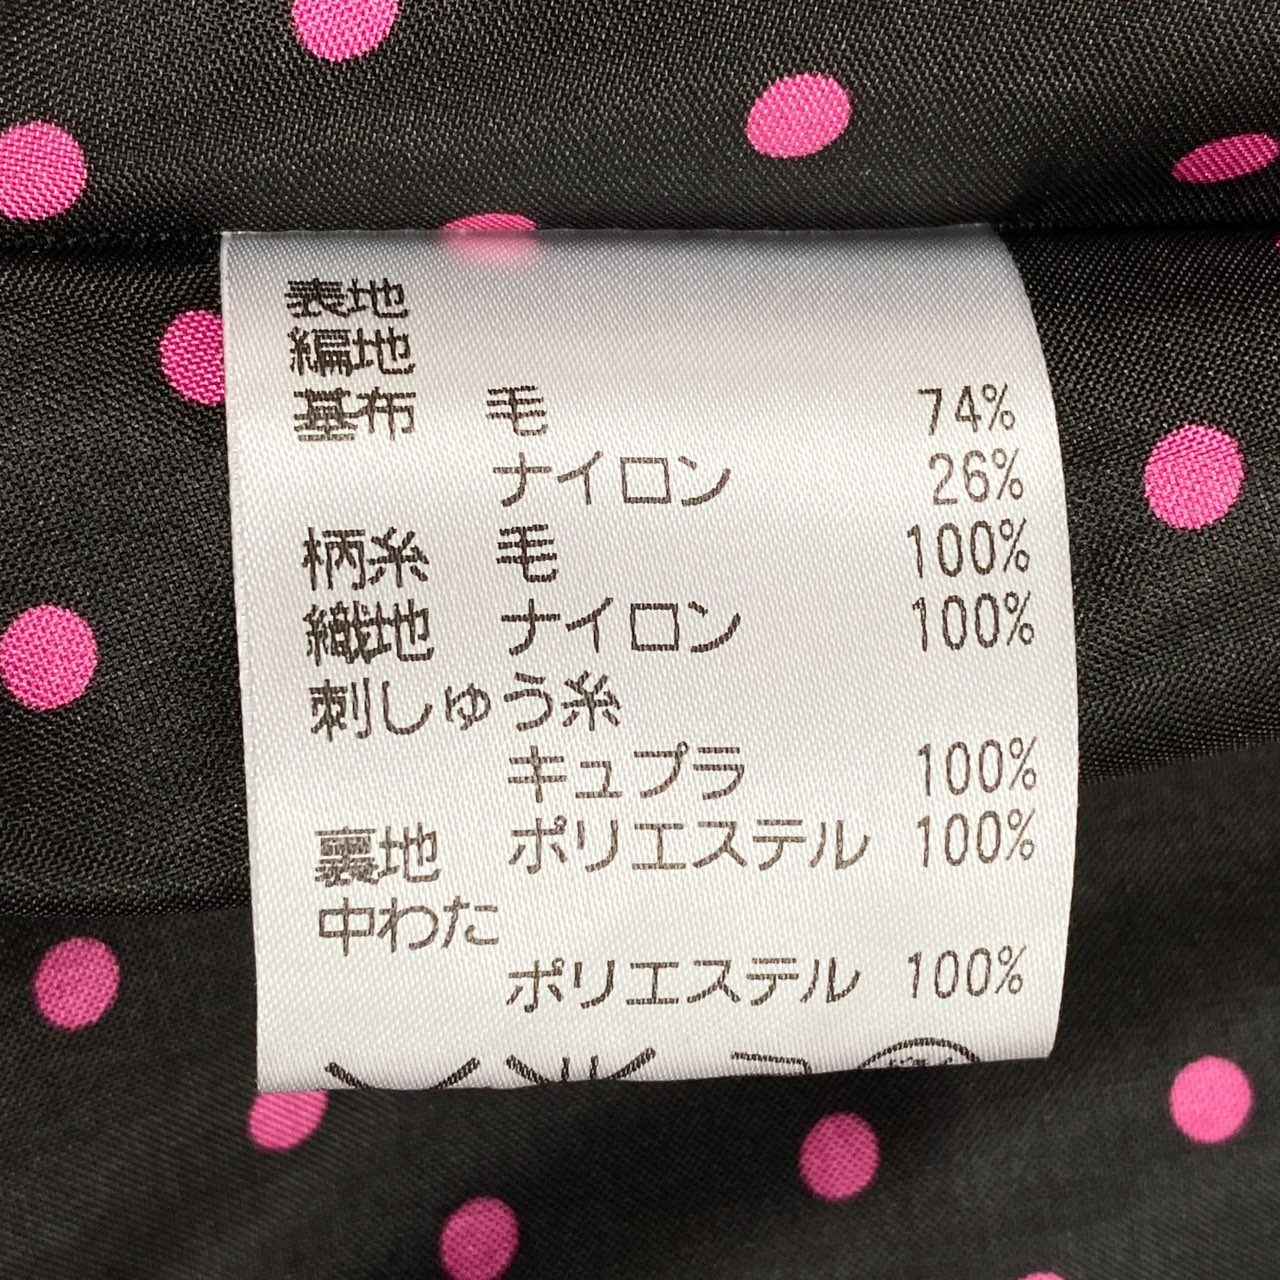 表地
編地
基布 毛 74%
ナイロン 26%
柄糸 毛 100%
織地 ナイロン 100%
刺しゅう糸
キュプラ 100%
裏地 ポリエステル 100%
中わた
ポリエステル 100%